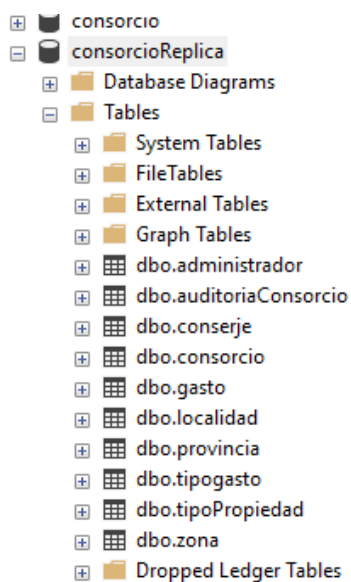 consorcio
consorcioReplica
Database Diagrams
Tables
System Tables
FileTables
External Tables
Graph Tables
dbo.administrador
dbo.auditoriaConsorcio
dbo.conserje
dbo.consorcio
dbo.gasto
dbo.localidad
dbo.provincia
dbo.tipogasto
dbo.tipoPropiedad
dbo.zona
Dropped Ledger Tables